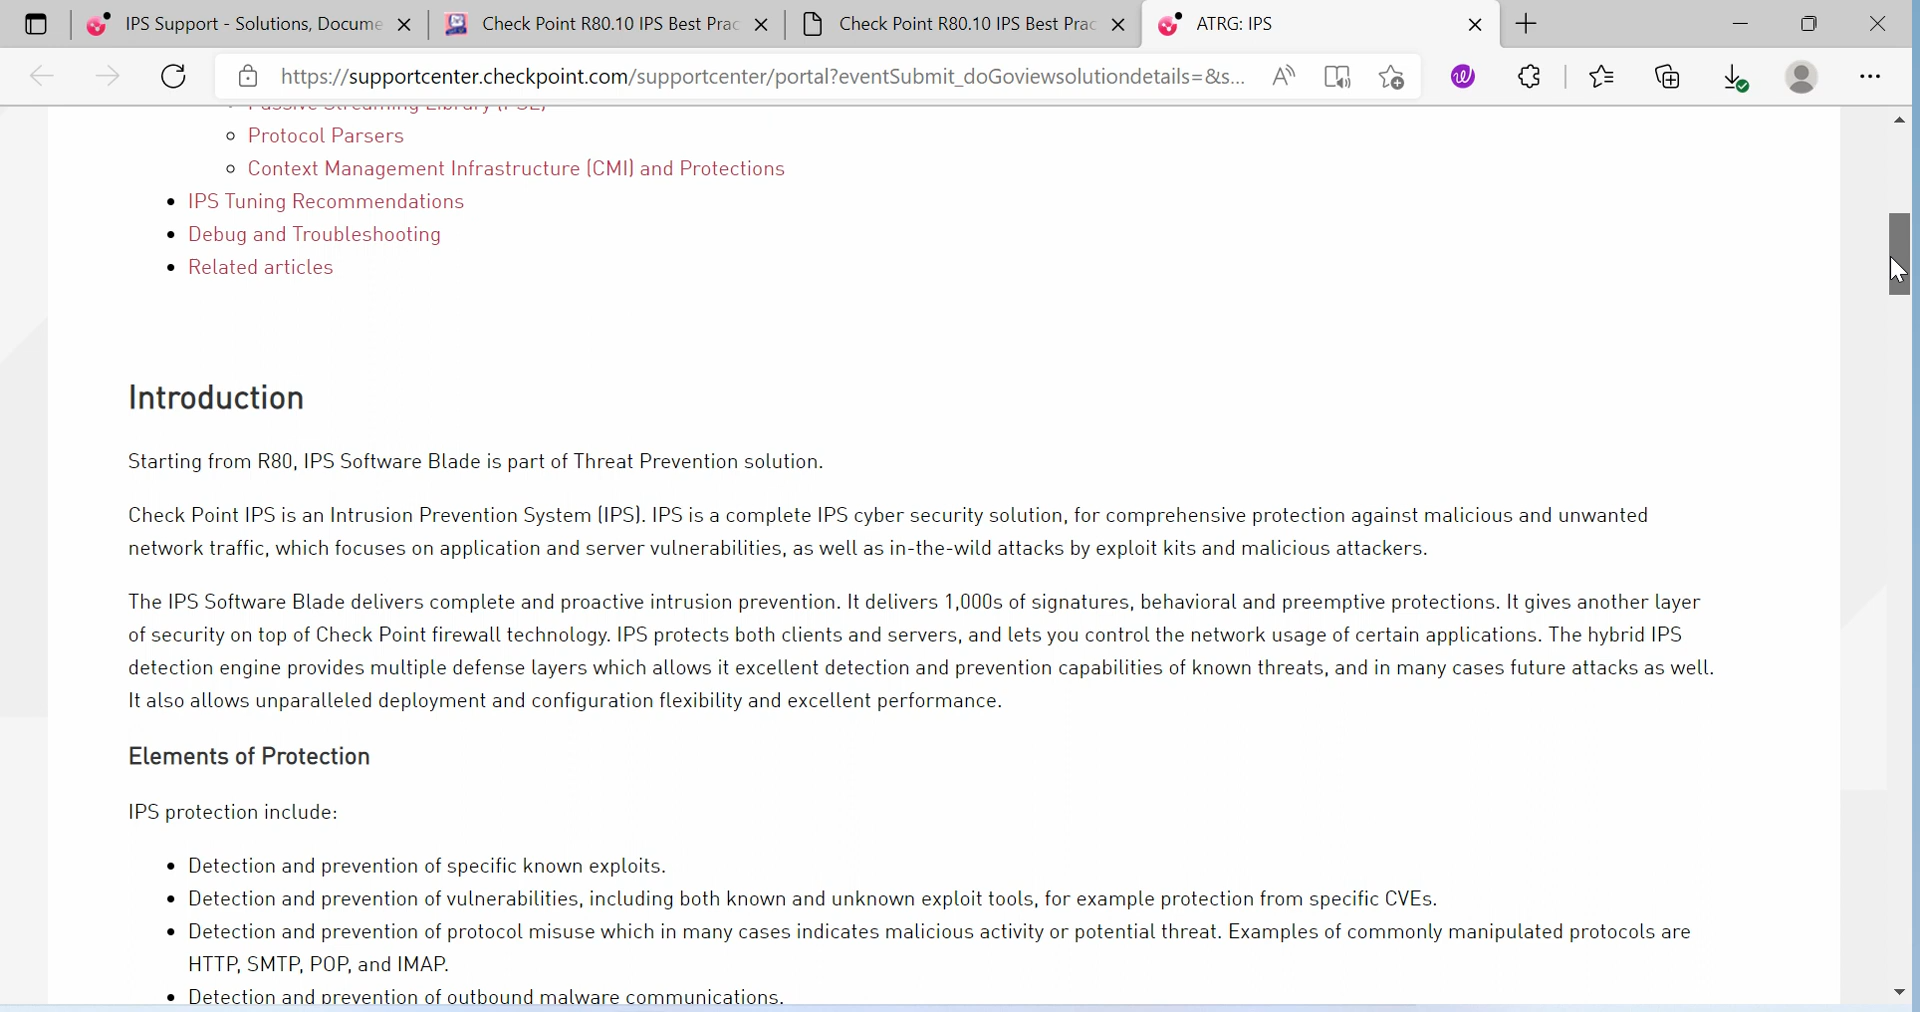 IPS Support - Solutions, Docume
Check Point R80.10 IPS Best Prac
Check Point R80.10 IPS Best Prac
ATRG: IPS
https://supportcenter.checkpoint.com/supportcenter/portal?eventSubmit_doGoviewsolutiondetails=&s...
Passive Streaming Library (PSL)
Protocol Parsers
Context Management Infrastructure (CMI) and Protections
IPS Tuning Recommendations
Debug and Troubleshooting
Related articles
Introduction
Starting from R80, IPS Software Blade is part of Threat Prevention solution.
Check Point IPS is an Intrusion Prevention System (IPS). IPS is a complete IPS cyber security solution, for comprehensive protection against malicious and unwanted
network traffic, which focuses on application and server vulnerabilities, as well as in-the-wild attacks by exploit kits and malicious attackers.
The IPS Software Blade delivers complete and proactive intrusion prevention. It delivers 1,000s of signatures, behavioral and preemptive protections. It gives another layer
of security on top of Check Point firewall technology. IPS protects both clients and servers, and lets you control the network usage of certain applications. The hybrid IPS
detection engine provides multiple defense layers which allows it excellent detection and prevention capabilities of known threats, and in many cases future attacks as well.
It also allows unparalleled deployment and configuration flexibility and excellent performance.
Elements of Protection
IPS protection include:
Detection and prevention of specific known exploits.
Detection and prevention of vulnerabilities, including both known and unknown exploit tools, for example protection from specific CVEs.
Detection and prevention of protocol misuse which in many cases indicates malicious activity or potential threat. Examples of commonly manipulated protocols are
HTTP, SMTP, POP, and IMAP.
Detection and prevention of outbound malware communications.